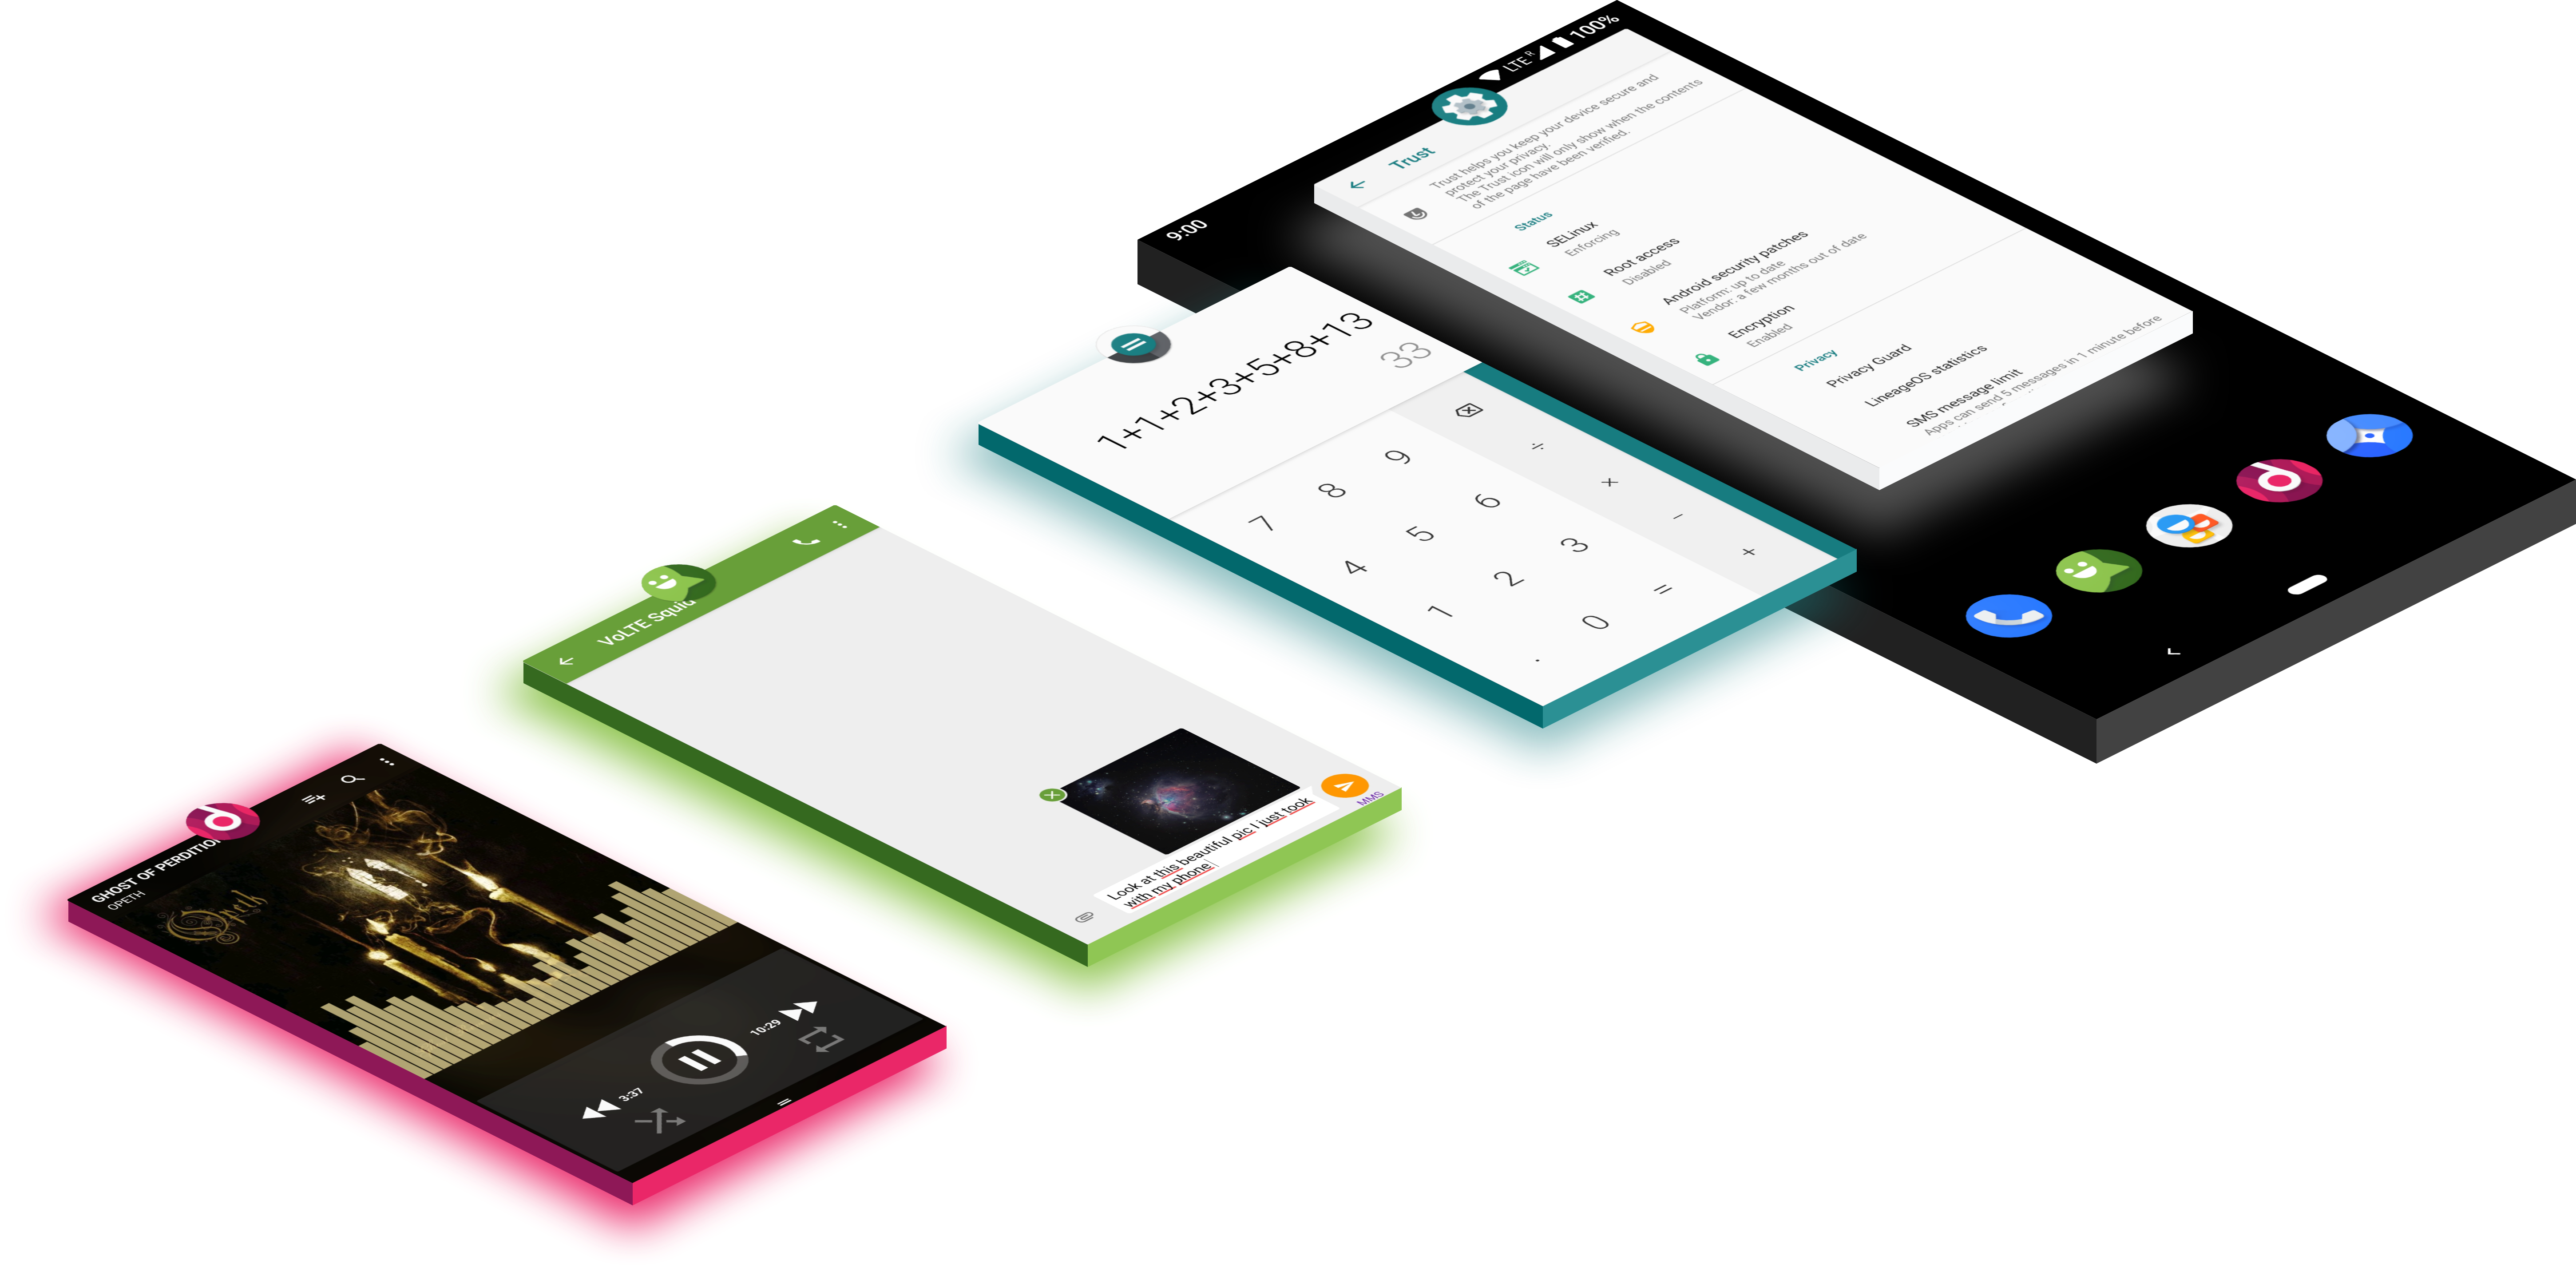 9:00
LTE R 100%
Trust
Trust helps you keep your device secure and
protect your privacy.
The Trust icon will only show when the contents
of the page have been verified.
Status
SELinux
Enforcing
Root access
Disabled
Android security patches
Platform: up to date
Vendor: a few months out of date
Encryption
Enabled
Privacy
Privacy Guard
LineageOS statistics
SMS message limit
Apps can send 5 messages in 1 minute before
1+1+2+3+5+8+13
33
7 8 9
4 5 6 ÷
1 2 3 ×
. 0 = − +
VoLTE Squid
Look at this beautiful pic I just took
with my phone
MMS
GHOST OF PERDITION
OPETH
Opeth
3:37
10:29